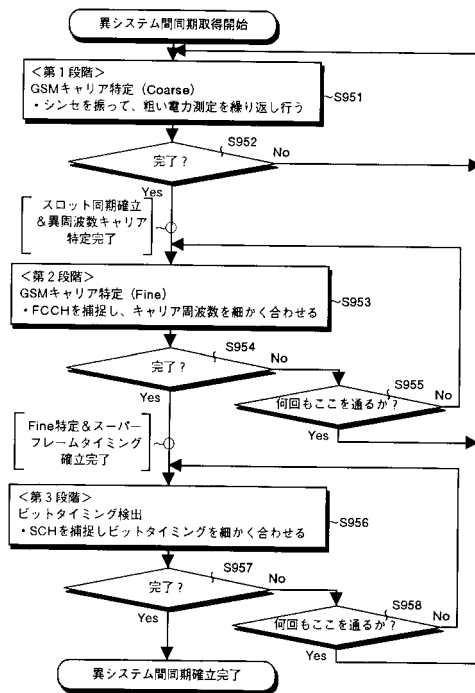 異システム間同期取得開始
＜第１段階＞
GSMキャリア特定（Coarse）
・シンセを振って、粗い電力測定を繰り返し行う
S951
完了？
S952
No
Yes
スロット同期確立
＆異周波数キャリア
特定完了
＜第２段階＞
GSMキャリア特定（Fine）
・FCCHを捕捉し、キャリア周波数を細かく合わせる
S953
完了？
S954
No
Yes
何回もここを通るか？
S955
No
Yes
Fine特定＆スーパー
フレームタイミング
確立完了
＜第３段階＞
ビットタイミング検出
・SCHを捕捉しビットタイミングを細かく合わせる
S956
完了？
S957
No
Yes
何回もここを通るか？
S958
No
Yes
異システム間同期確立完了